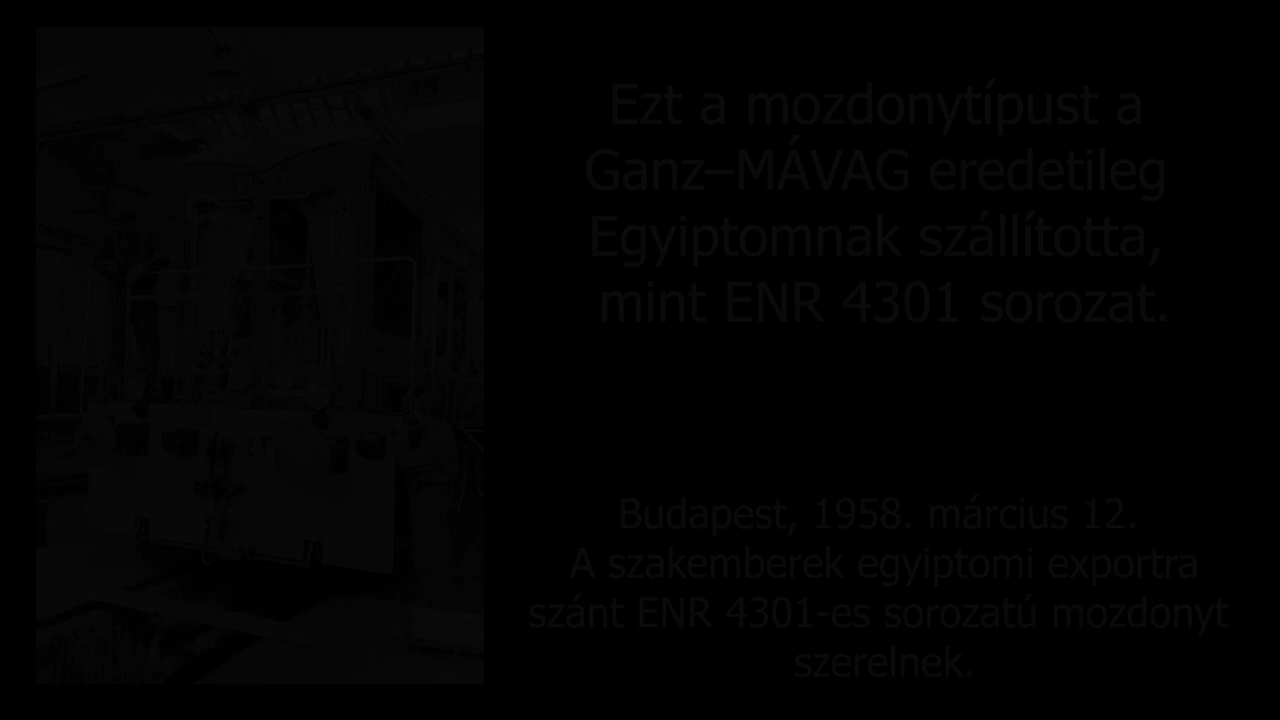 Ezt a mozdonytípust a
Ganz–MÁVAG eredetileg
Egyiptomnak szállította,
mint ENR 4301 sorozat.
Budapest, 1958. március 12.
A szakemberek egyiptomi exportra
szánt ENR 4301-es sorozatú mozdonyt
szerelnek.